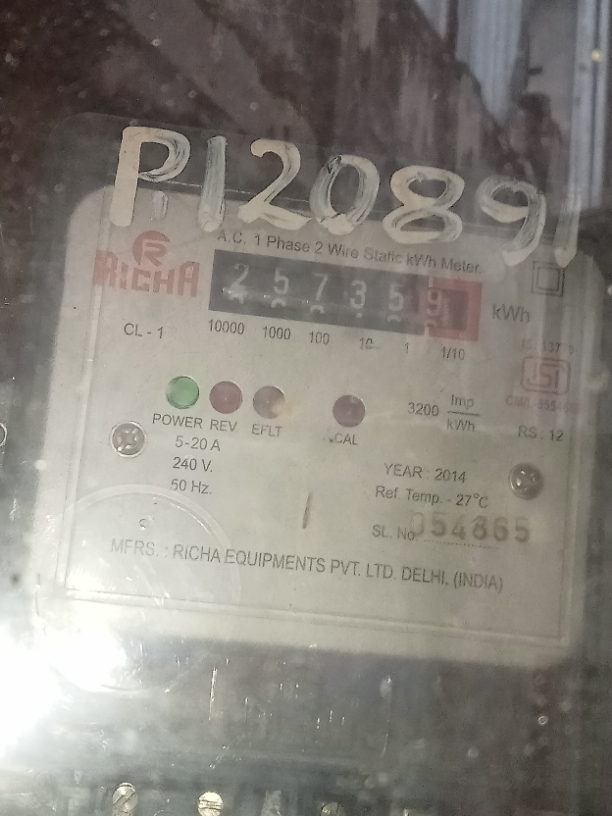 P12089
A.C. 1 Phase 2 Wire Static kWh Meter.
RICHA
2 5 7 3 5 9 kWh
CL - 1 10000 1000 100 10 1 1/10
ISI
POWER REV EFLT CAL 3200 Imp/kWh
RS : 12
5-20 A
240 V.
50 Hz.
YEAR : 2014
Ref. Temp. - 27°C
SL. No. 054865
MFRS. : RICHA EQUIPMENTS PVT. LTD. DELHI. (INDIA)